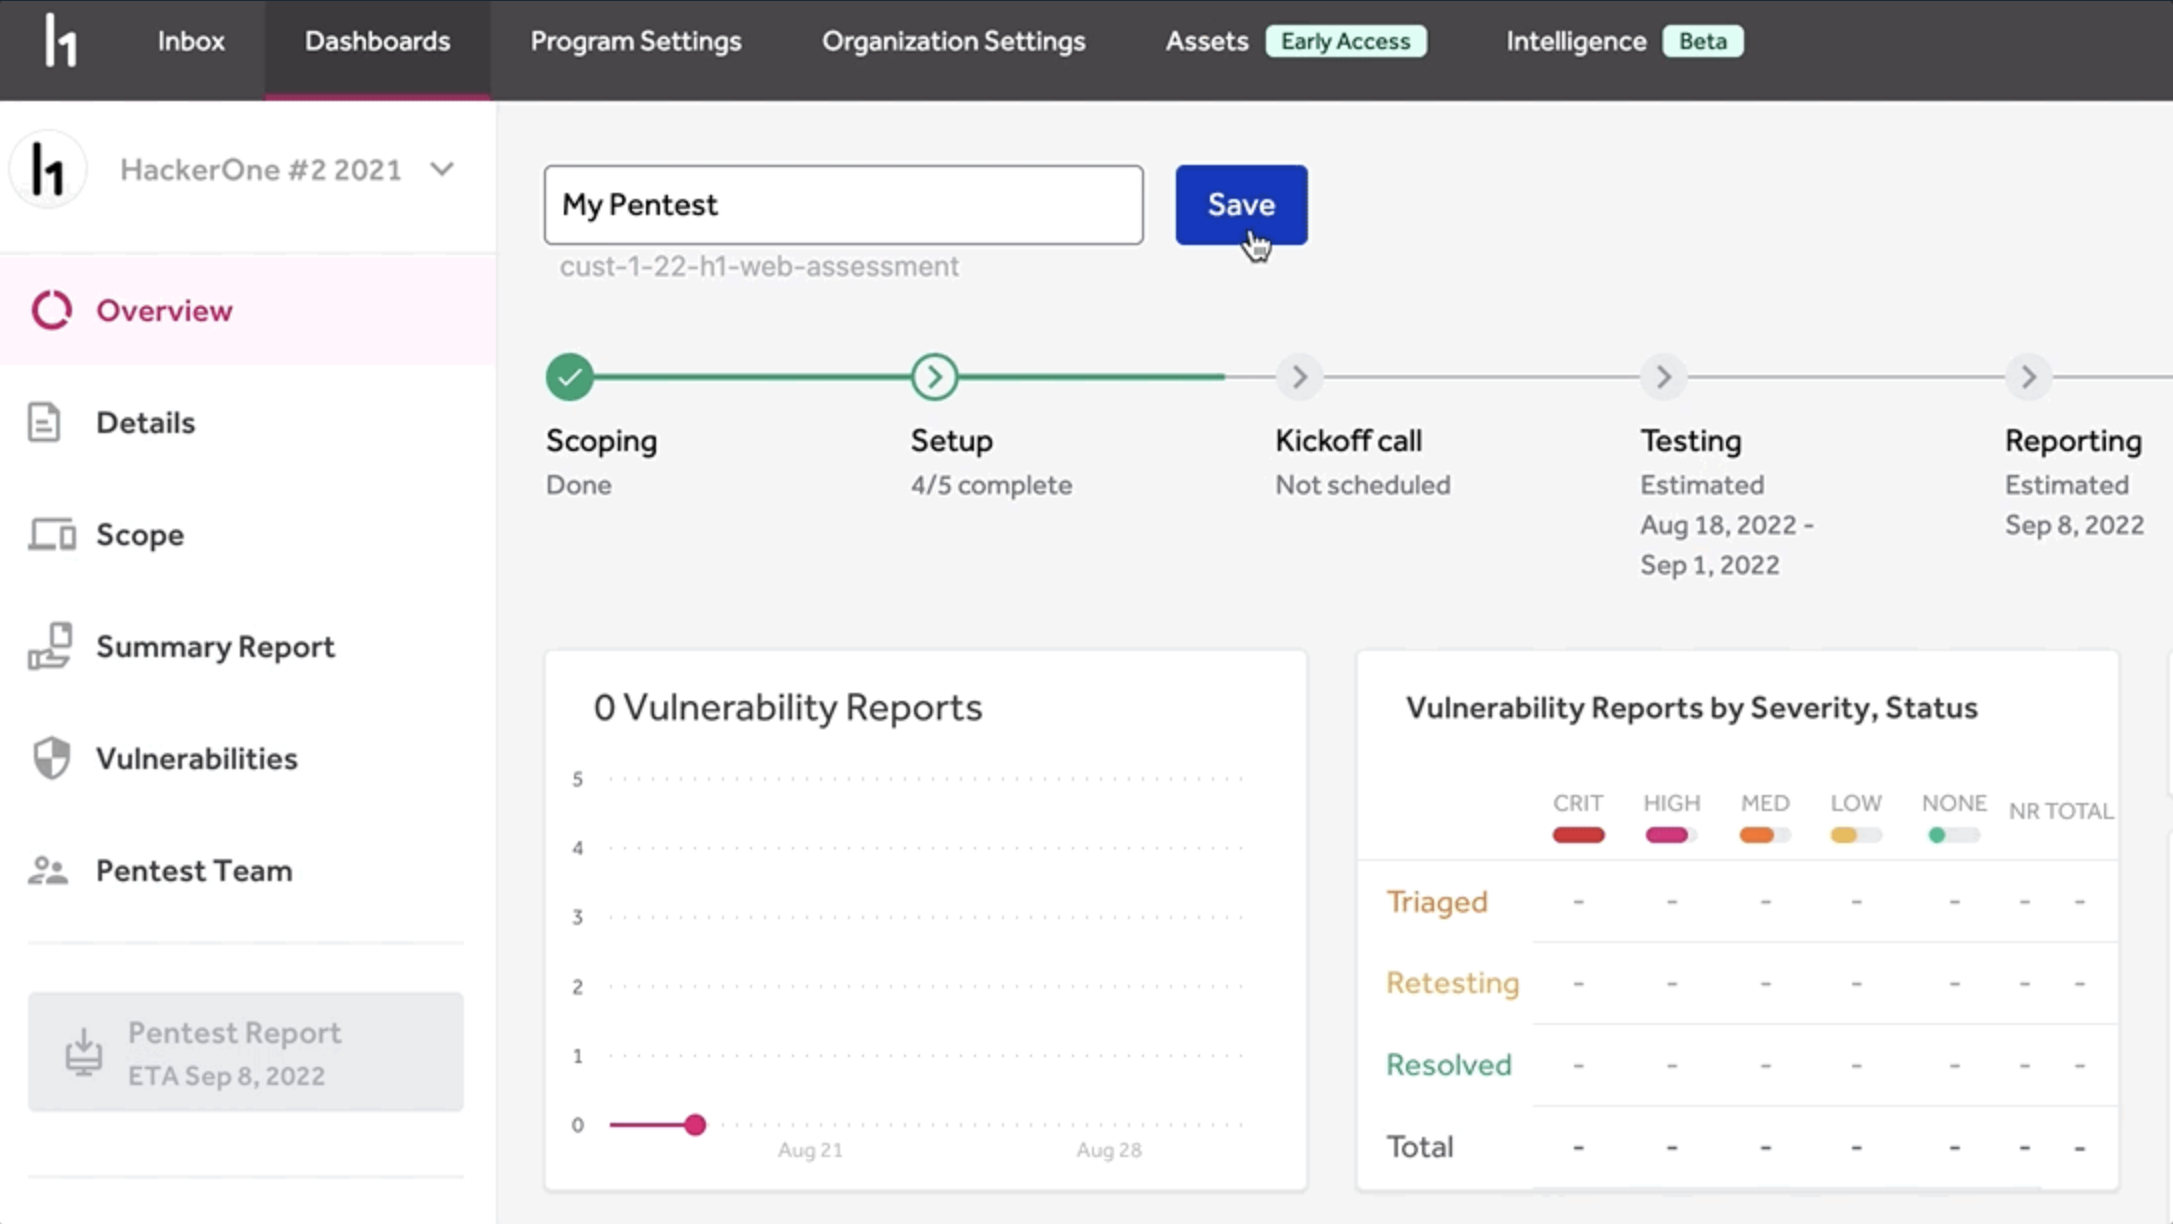 h1
Inbox
Dashboards
Program Settings
Organization Settings
Assets
Early Access
Intelligence
Beta
h1
HackerOne #2 2021
Overview
Details
Scope
Summary Report
Vulnerabilities
Pentest Team
Pentest Report
ETA Sep 8, 2022
My Pentest
Save
cust-1-22-h1-web-assessment
Scoping
Done
Setup
4/5 complete
Kickoff call
Not scheduled
Testing
Estimated
Aug 18, 2022 -
Sep 1, 2022
Reporting
Estimated
Sep 8, 2022
0 Vulnerability Reports
5
4
3
2
1
0
Aug 21
Aug 28
Vulnerability Reports by Severity, Status
CRIT HIGH MED LOW NONE NR TOTAL
Triaged - - - - - - -
Retesting - - - - - - -
Resolved - - - - - - -
Total - - - - - - -